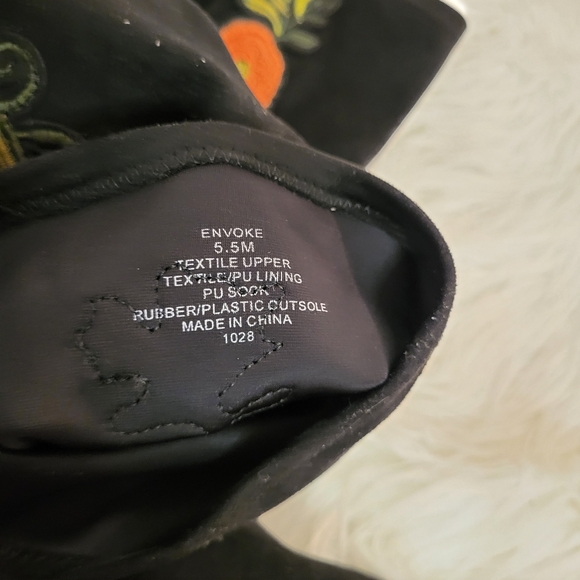 ENVOKE
5.5M
TEXTILE UPPER
TEXTILE/PU LINING
PU SOCK
RUBBER/PLASTIC OUTSOLE
MADE IN CHINA
1028